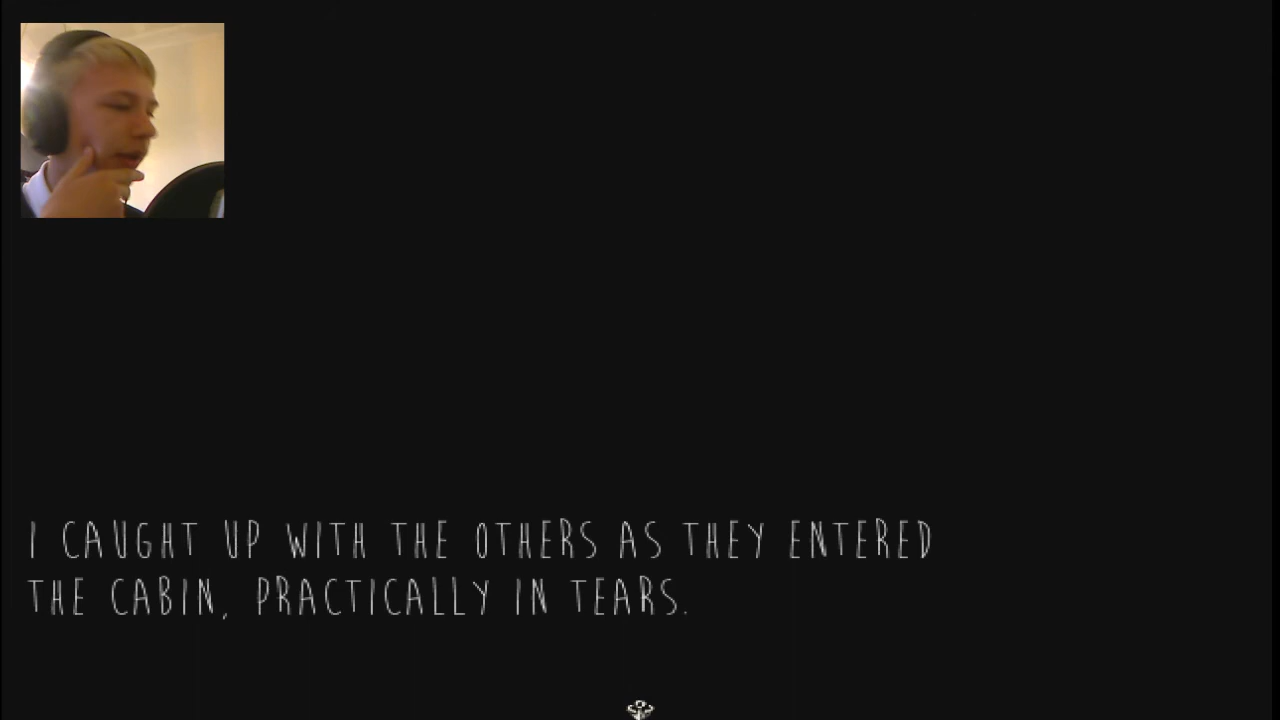 I CAUGHT UP WITH THE OTHERS AS THEY ENTERED
THE CABIN, PRACTICALLY IN TEARS.